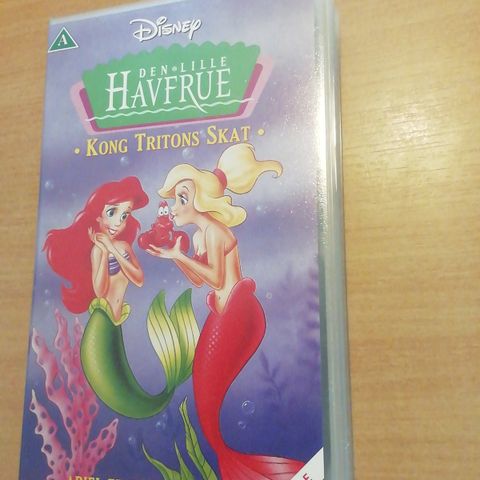 A
Disney
DEN LILLE
HAVFRUE
• KONG TRITONS SKAT •